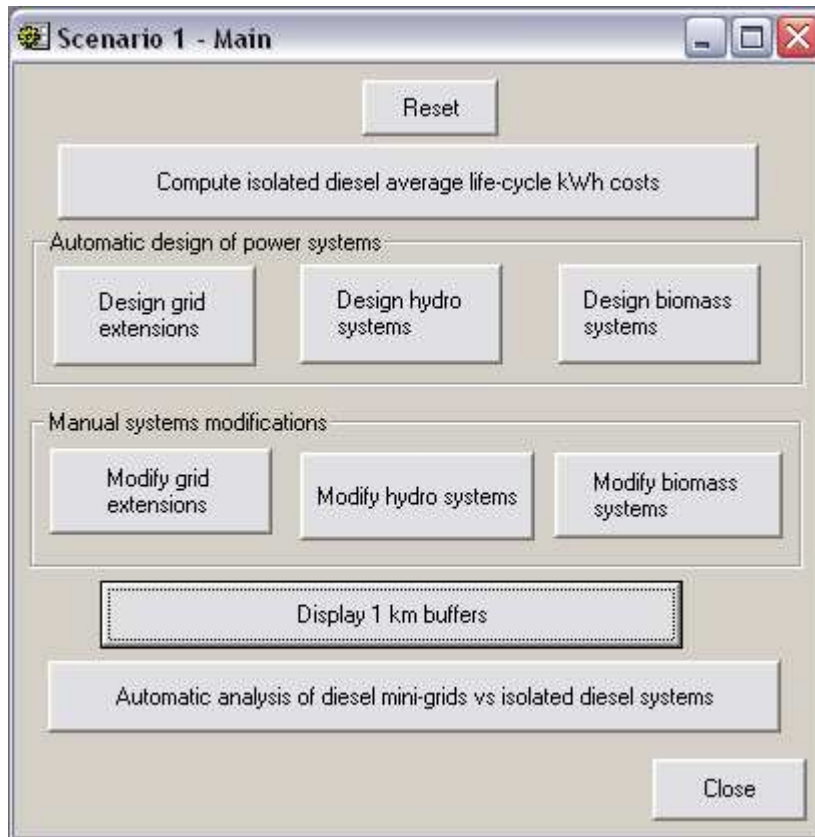 Scenario 1 - Main
Reset
Compute isolated diesel average life-cycle kWh costs
Automatic design of power systems
Design grid
extensions
Design hydro
systems
Design biomass
systems
Manual systems modifications
Modify grid
extensions
Modify hydro systems
Modify biomass
systems
Display 1 km buffers
Automatic analysis of diesel mini-grids vs isolated diesel systems
Close